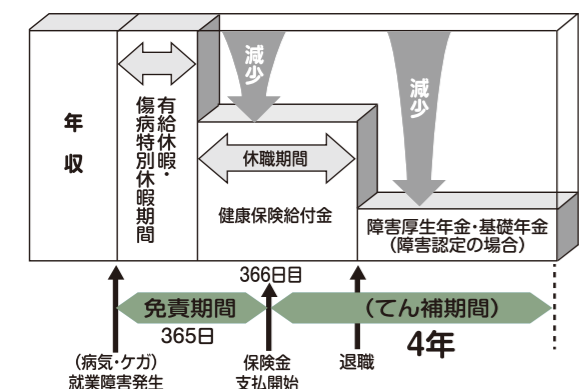 年収
有給休暇・
傷病特別休暇期間
減少
休職期間
健康保険給付金
減少
障害厚生年金・基礎年金
(障害認定の場合)
366日目
免責期間
365日
(てん補期間)
4年
(病気・ケガ)
就業障害発生
保険金
支払開始
退職